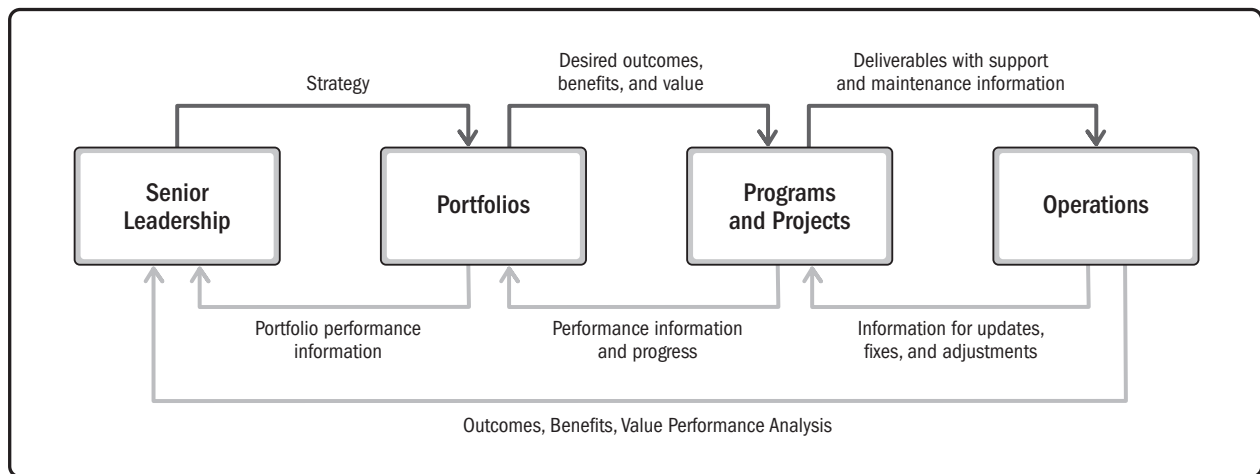 Strategy
Desired outcomes,
benefits, and value
Deliverables with support
and maintenance information
Senior
Leadership
Portfolios
Programs
and Projects
Operations
Portfolio performance
information
Performance information
and progress
Information for updates,
fixes, and adjustments
Outcomes, Benefits, Value Performance Analysis